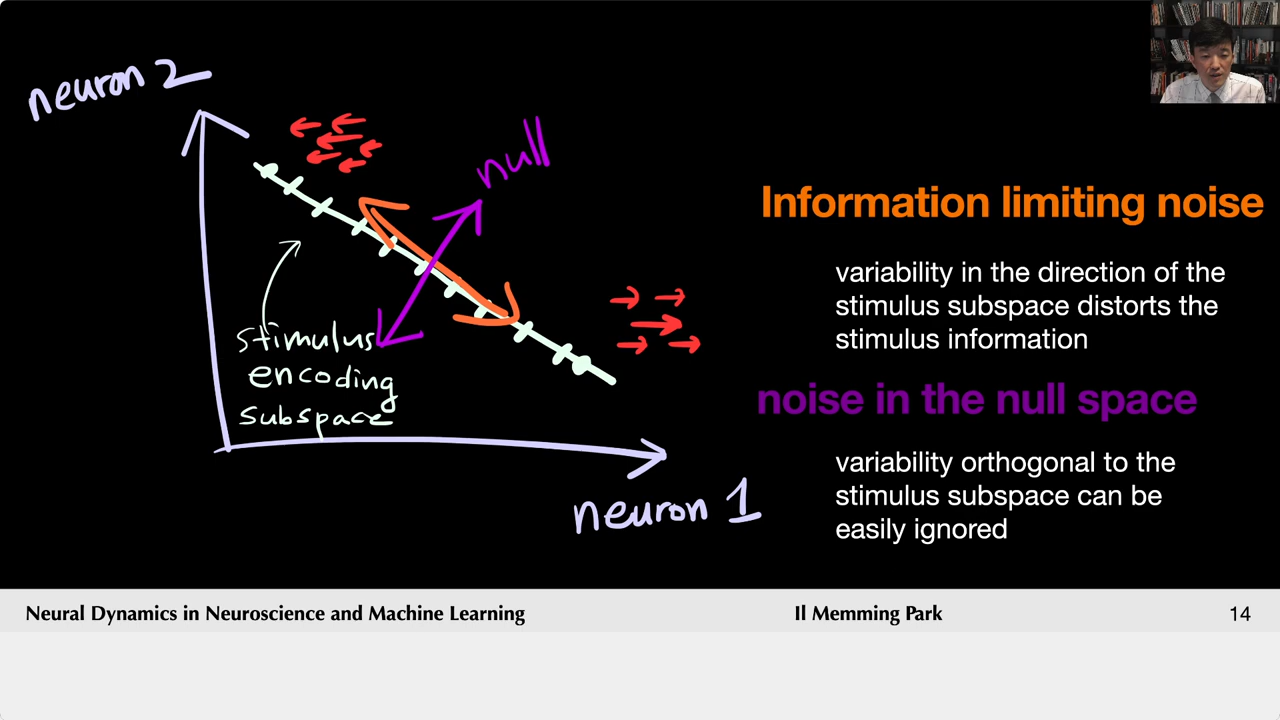 neuron 2
null
stimulus
encoding
subspace
neuron 1
Information limiting noise
variability in the direction of the
stimulus subspace distorts the
stimulus information
noise in the null space
variability orthogonal to the
stimulus subspace can be
easily ignored
Neural Dynamics in Neuroscience and Machine Learning
Il Memming Park
14